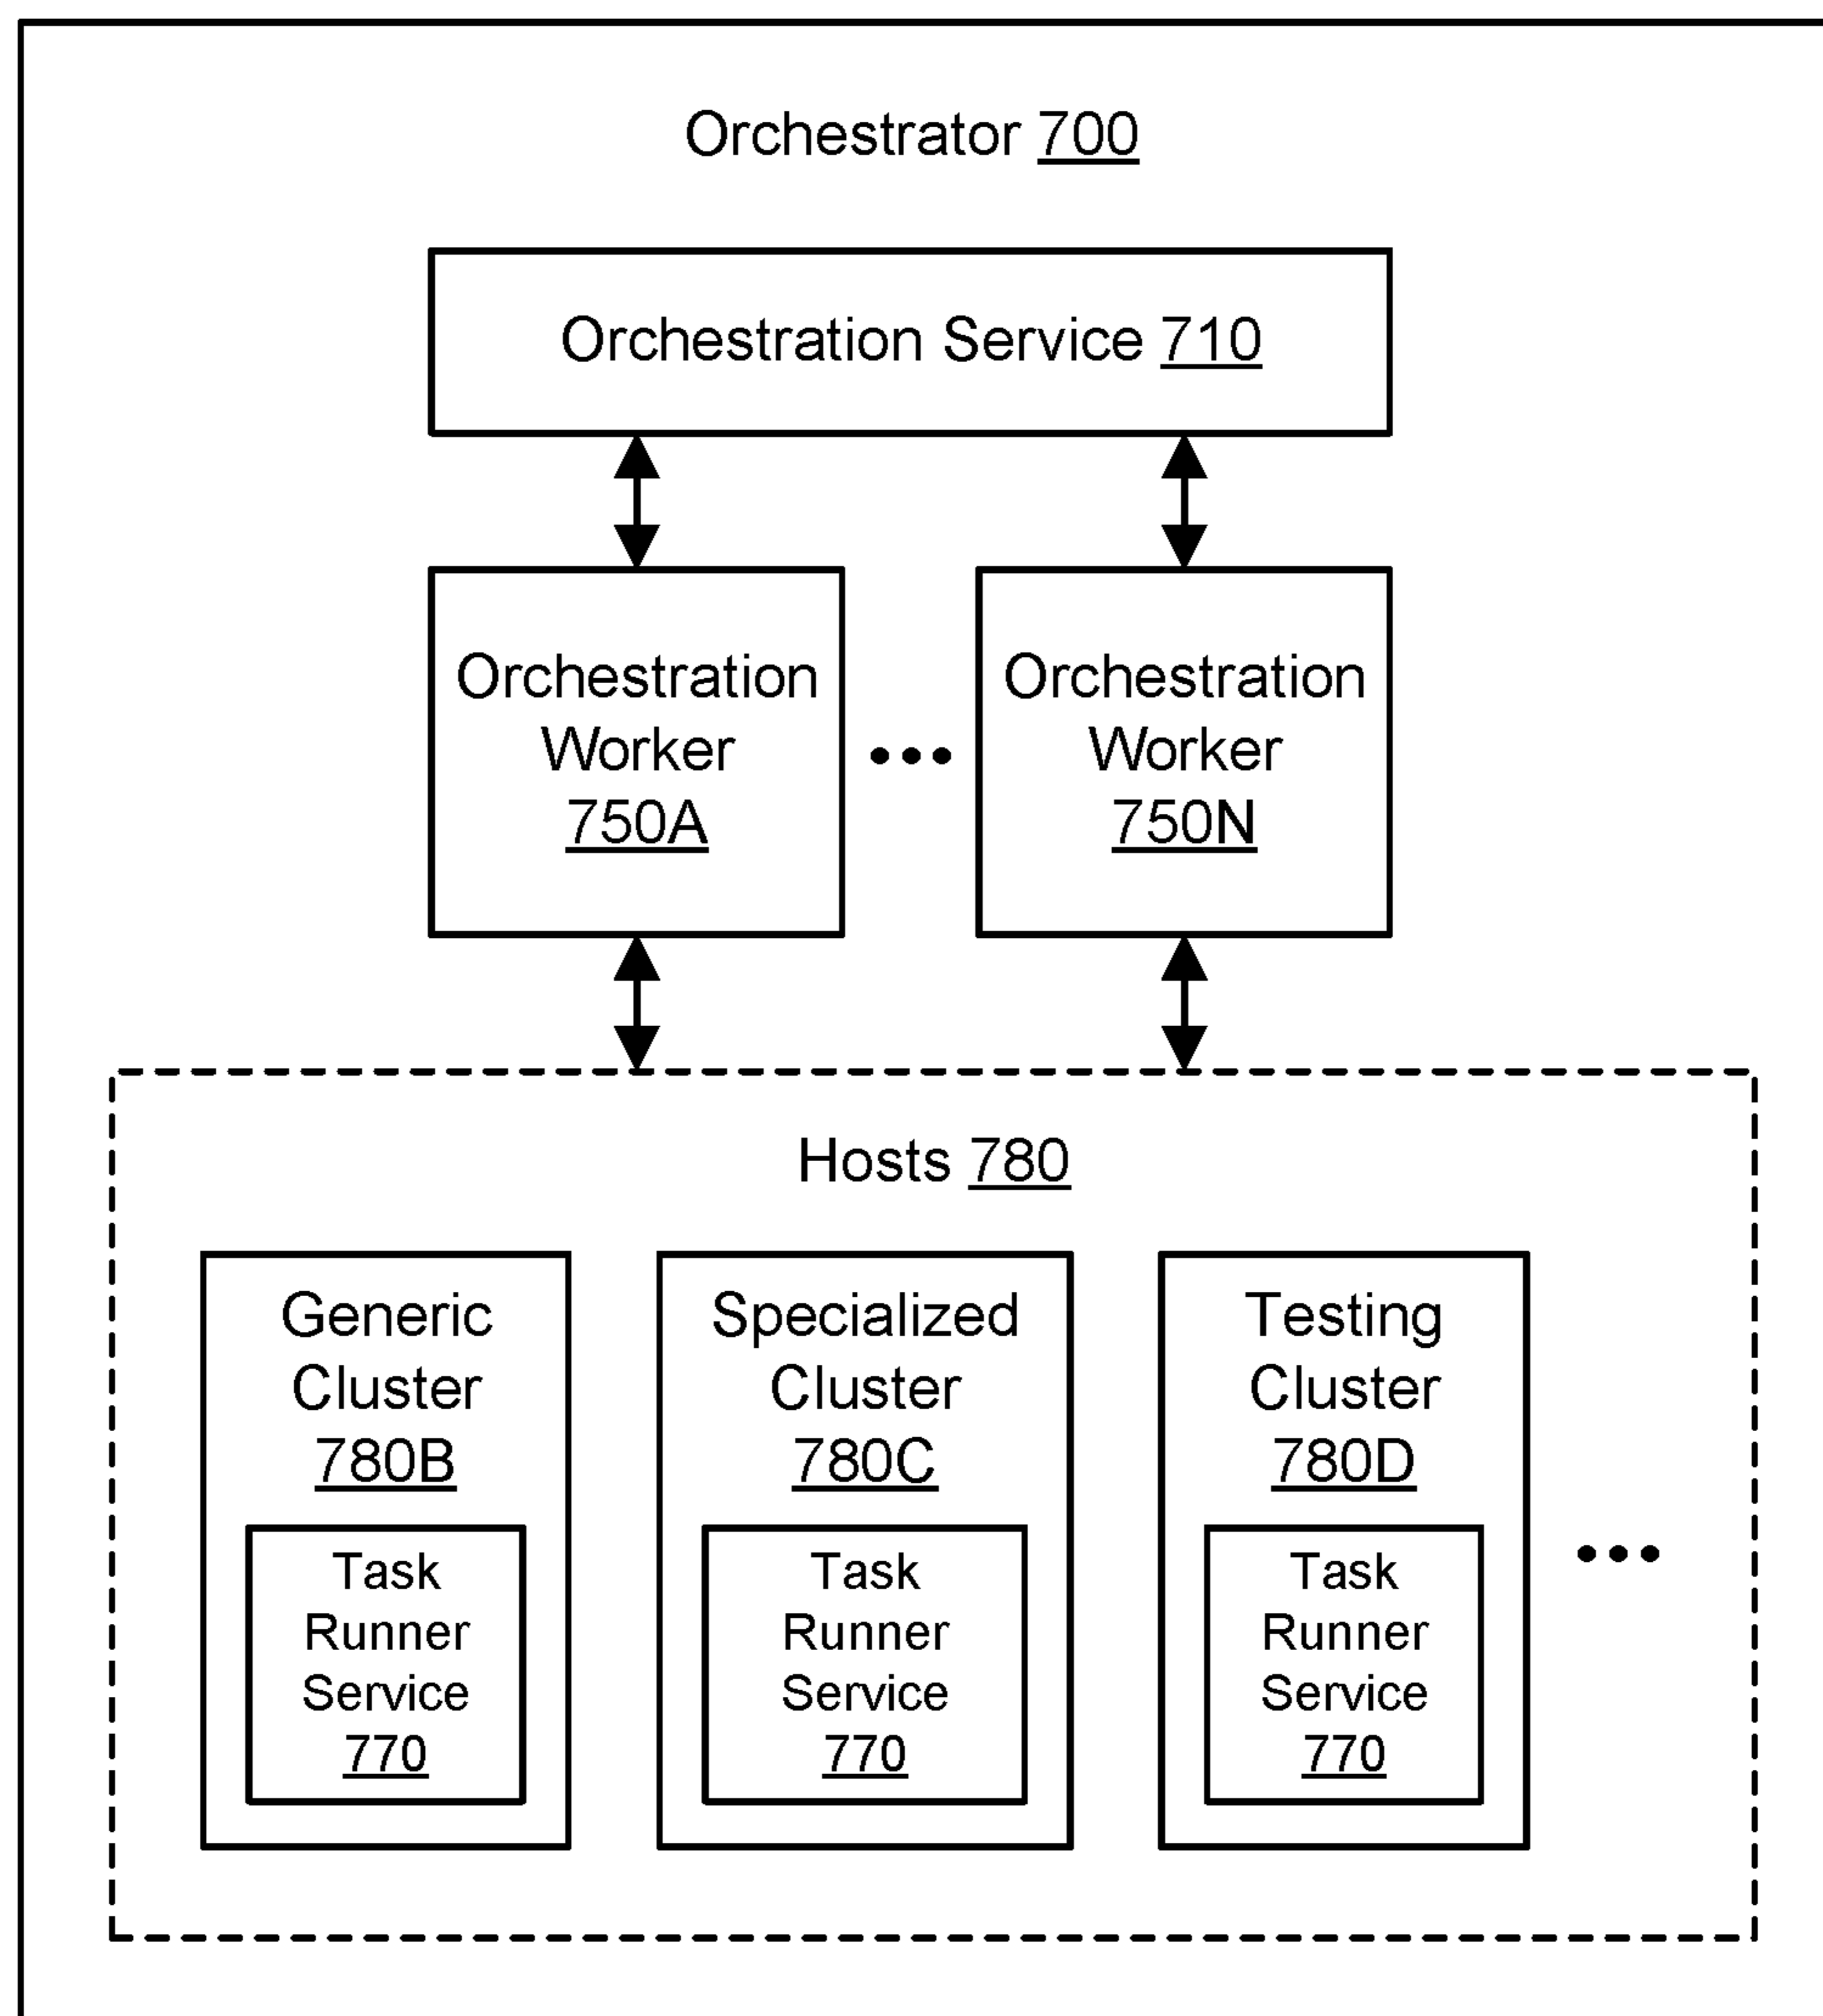 Orchestrator 700
Orchestration Service 710
Orchestration
Worker
750A
Orchestration
Worker
750N
Hosts 780
Generic
Cluster
780B
Task
Runner
Service
770
Specialized
Cluster
780C
Task
Runner
Service
770
Testing
Cluster
780D
Task
Runner
Service
770